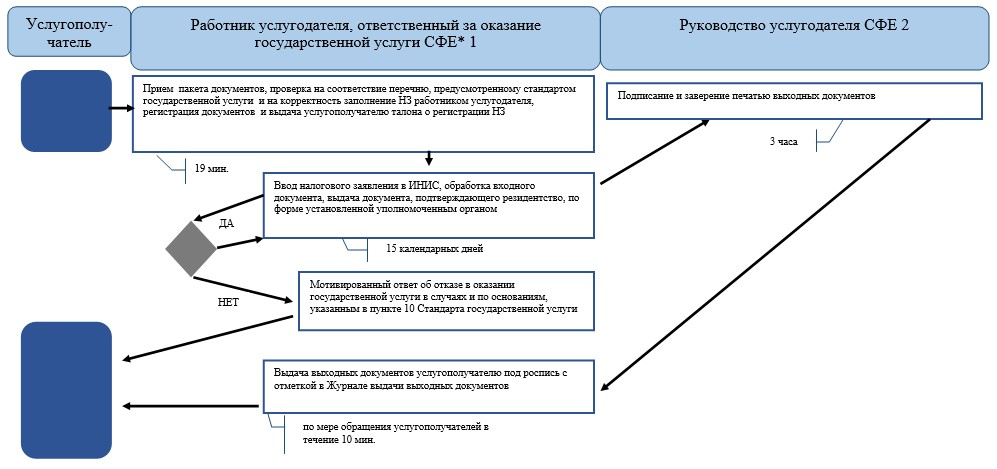 Услугополу-
чатель
Работник услугодателя, ответственный за оказание
государственной услуги СФЕ* 1
Руководство услугодателя СФЕ 2
Прием пакета документов, проверка на соответствие перечню, предусмотренному стандартом
государственной услуги и на корректность заполнение НЗ работником услугодателя,
регистрация документов и выдача услугополучателю талона о регистрации НЗ
Подписание и заверение печатью выходных документов
19 мин.
3 часа
Ввод налогового заявления в ИНИС, обработка входного
документа, выдача документа, подтверждающего резидентство, по
форме установленной уполномоченным органом
ДА
15 календарных дней
Мотивированный ответ об отказе в оказании
государственной услуги в случаях и по основаниям,
указанным в пункте 10 Стандарта государственной услуги
НЕТ
Выдача выходных документов услугополучателю под роспись с
отметкой в Журнале выдачи выходных документов
по мере обращения услугополучателей в
течение 10 мин.